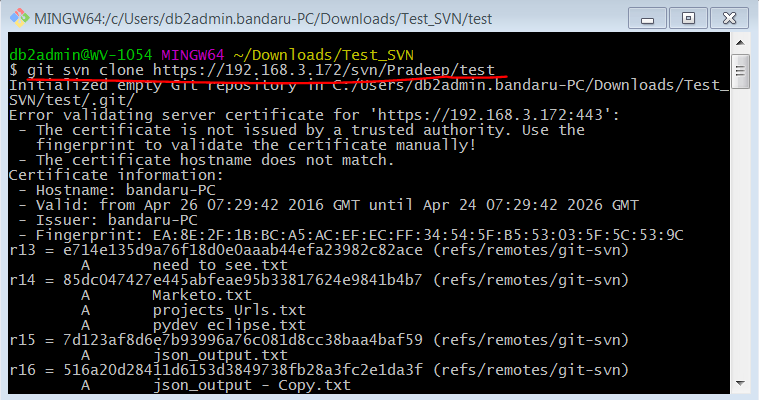 MINGW64:/c/Users/db2admin.bandaru-PC/Downloads/Test_SVN/test
db2admin@WV-1054 MINGW64 ~/Downloads/Test_SVN
$ git svn clone https://192.168.3.172/svn/Pradeep/test
Initialized empty Git repository in C:/Users/db2admin.bandaru-PC/Downloads/Test_
SVN/test/.git/
Error validating server certificate for 'https://192.168.3.172:443':
- The certificate is not issued by a trusted authority. Use the
fingerprint to validate the certificate manually!
- The certificate hostname does not match.
Certificate information:
- Hostname: bandaru-PC
- Valid: from Apr 26 07:29:42 2016 GMT until Apr 24 07:29:42 2026 GMT
- Issuer: bandaru-PC
- Fingerprint: EA:8E:2F:1B:BC:A5:AC:EF:EC:FF:34:54:5F:B5:53:03:5F:5C:53:9C
r13 = e714e135d9a76f18d0e0aaab44efa23982c82ace (refs/remotes/git-svn)
A need to see.txt
r14 = 85dc047427e445abfeae95b33817624e9841b4b7 (refs/remotes/git-svn)
A Marketo.txt
A projects Urls.txt
A pydev eclipse.txt
r15 = 7d123af8d6e7b93996a76c081d8cc38baa4baf59 (refs/remotes/git-svn)
A json_output.txt
r16 = 516a20d28411d6153d3849738fb28a3fc2e1da3f (refs/remotes/git-svn)
A json_output - Copy.txt